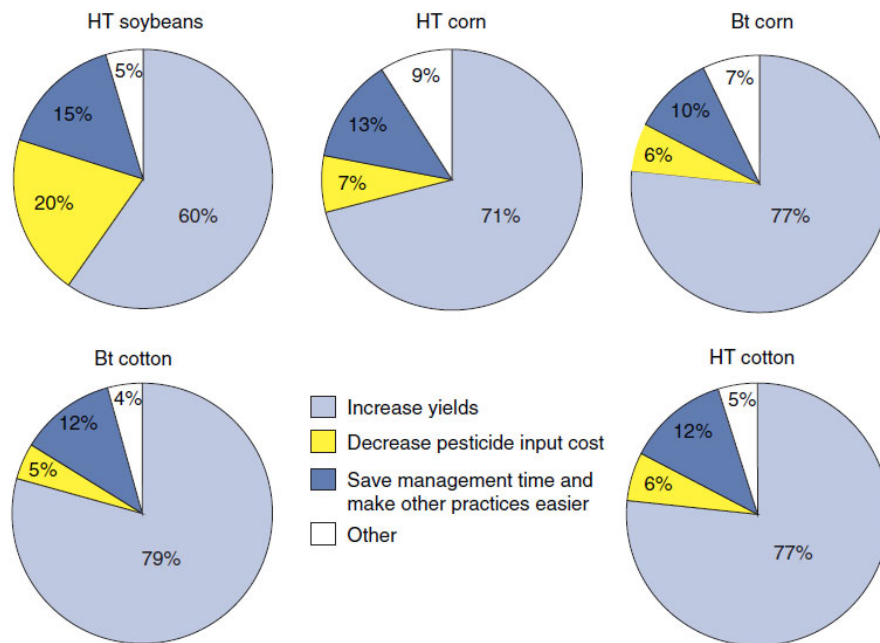 HT soybeans
5%
15%
20%
60%
HT corn
9%
13%
7%
71%
Bt corn
7%
10%
6%
77%
Bt cotton
4%
12%
5%
79%
Increase yields
Decrease pesticide input cost
Save management time and
make other practices easier
Other
HT cotton
5%
12%
6%
77%